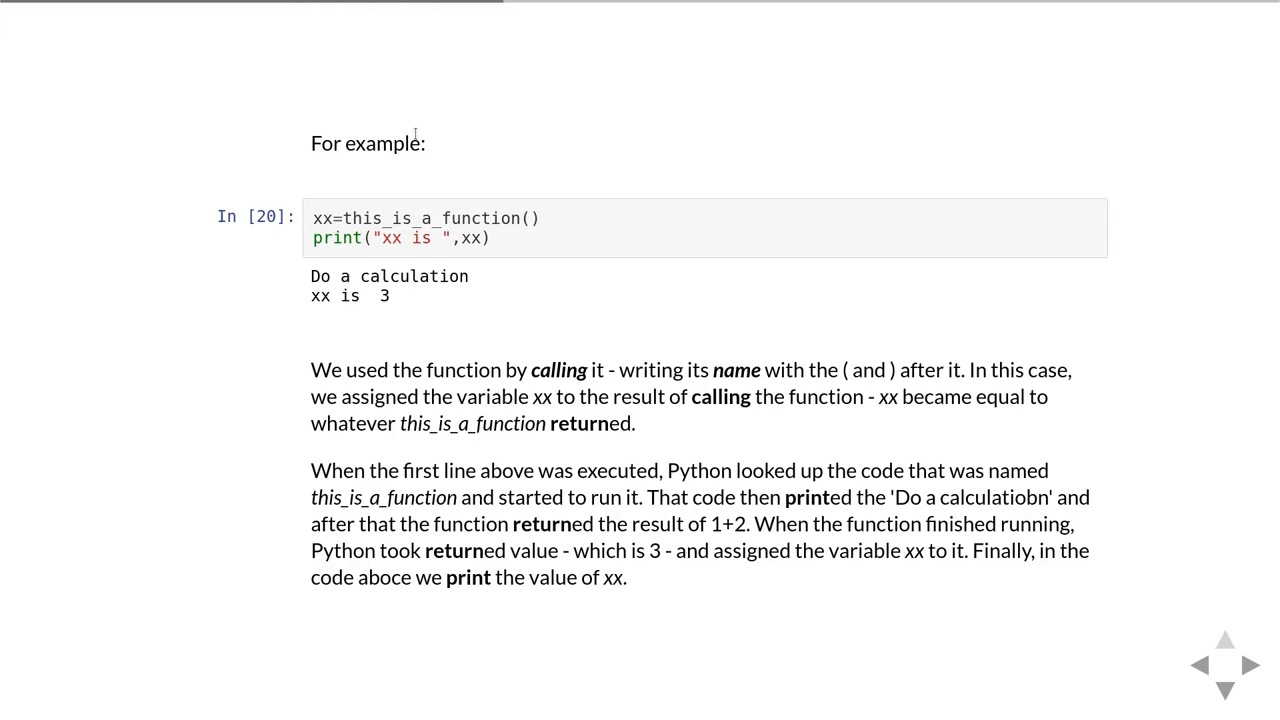 For example:
In [20]:
xx=this_is_a_function()
print("xx is ",xx)
Do a calculation
xx is  3
We used the function by calling it - writing its name with the ( and ) after it. In this case,
we assigned the variable xx to the result of calling the function - xx became equal to
whatever this_is_a_function returned.
When the first line above was executed, Python looked up the code that was named
this_is_a_function and started to run it. That code then printed the 'Do a calculatiobn' and
after that the function returned the result of 1+2. When the function finished running,
Python took returned value - which is 3 - and assigned the variable xx to it. Finally, in the
code aboce we print the value of xx.